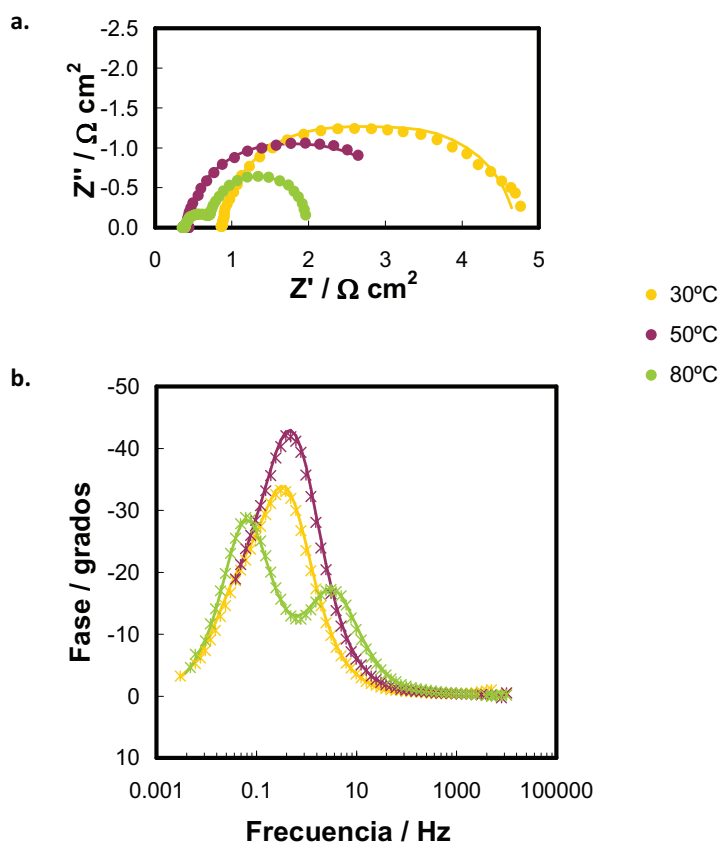 a.
-2.5
-2.0
-1.5
-1.0
-0.5
0.0
Z'' / Ω cm2
0 1 2 3 4 5
Z' / Ω cm2
30ºC
50ºC
80ºC
b.
-50
-40
-30
-20
-10
0
10
Fase / grados
0.001 0.1 10 1000 100000
Frecuencia / Hz